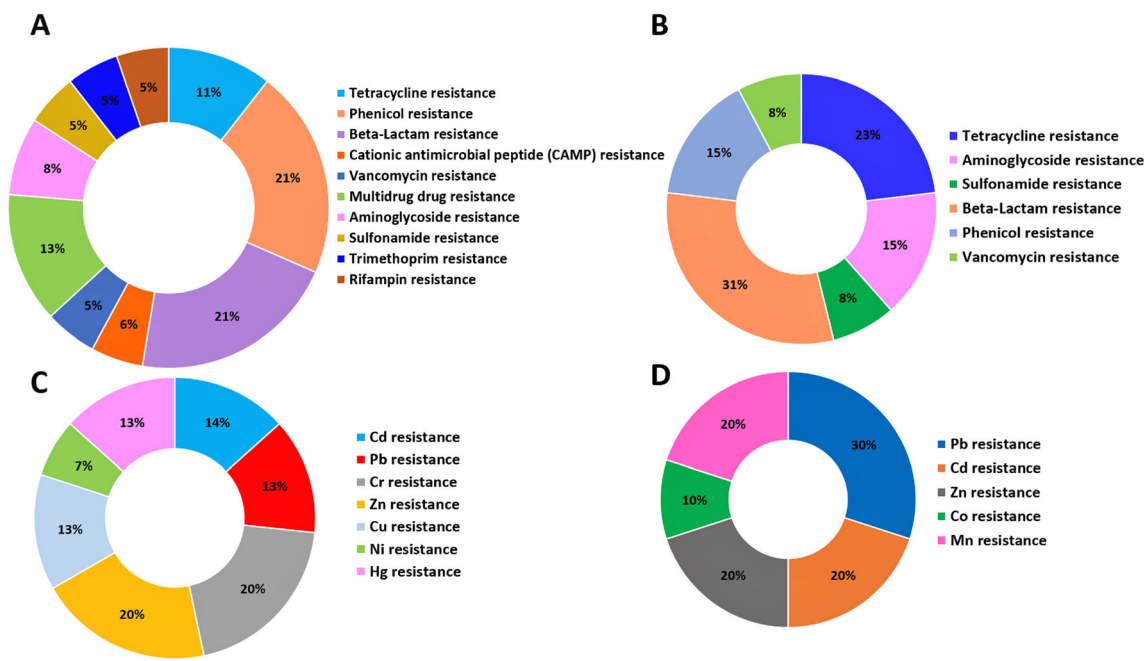 A
11%
21%
21%
6%
5%
13%
8%
5%
5%
5%
Tetracycline resistance
Phenicol resistance
Beta-Lactam resistance
Cationic antimicrobial peptide (CAMP) resistance
Vancomycin resistance
Multidrug drug resistance
Aminoglycoside resistance
Sulfonamide resistance
Trimethoprim resistance
Rifampin resistance
B
23%
15%
8%
31%
15%
8%
Tetracycline resistance
Aminoglycoside resistance
Sulfonamide resistance
Beta-Lactam resistance
Phenicol resistance
Vancomycin resistance
C
14%
13%
20%
20%
13%
7%
13%
Cd resistance
Pb resistance
Cr resistance
Zn resistance
Cu resistance
Ni resistance
Hg resistance
D
30%
20%
20%
10%
20%
Pb resistance
Cd resistance
Zn resistance
Co resistance
Mn resistance